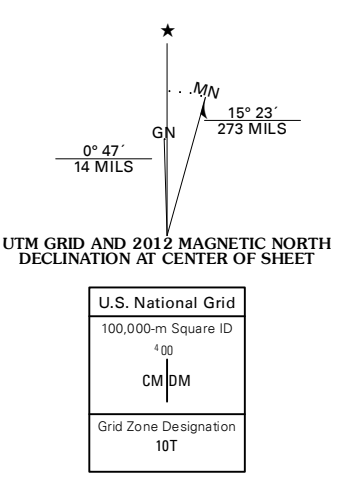 ★
MN
15° 23´
273 MILS
GN
0° 47´
14 MILS
UTM GRID AND 2012 MAGNETIC NORTH
DECLINATION AT CENTER OF SHEET
U.S. National Grid
100,000-m Square ID
⁴00
CM DM
Grid Zone Designation
10T